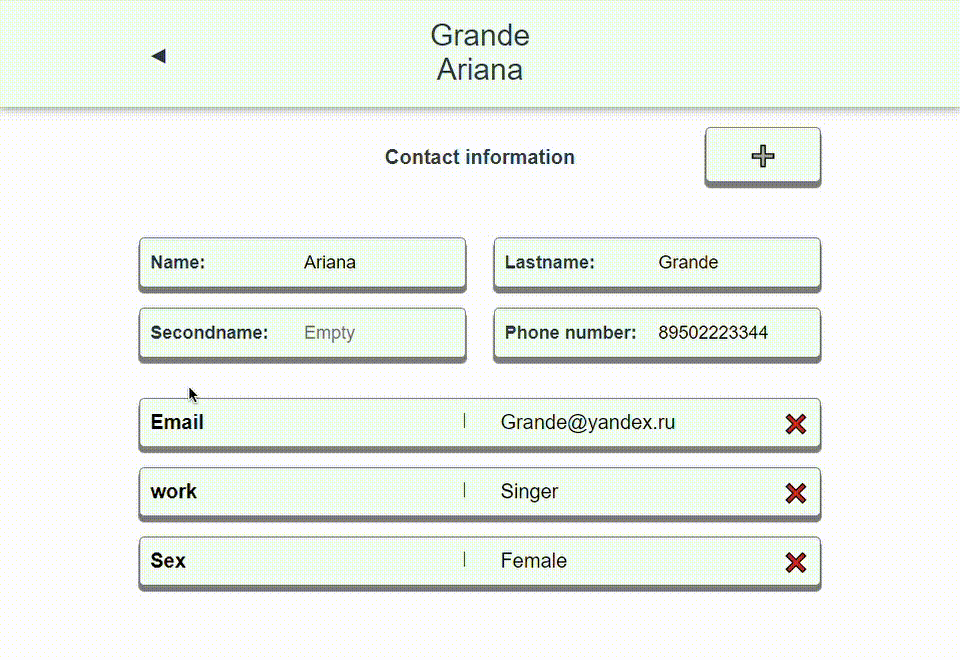 Grande
Ariana
Contact information
Name: Ariana
Lastname: Grande
Secondname: Empty
Phone number: 89502223344
Email | Grande@yandex.ru
work | Singer
Sex | Female